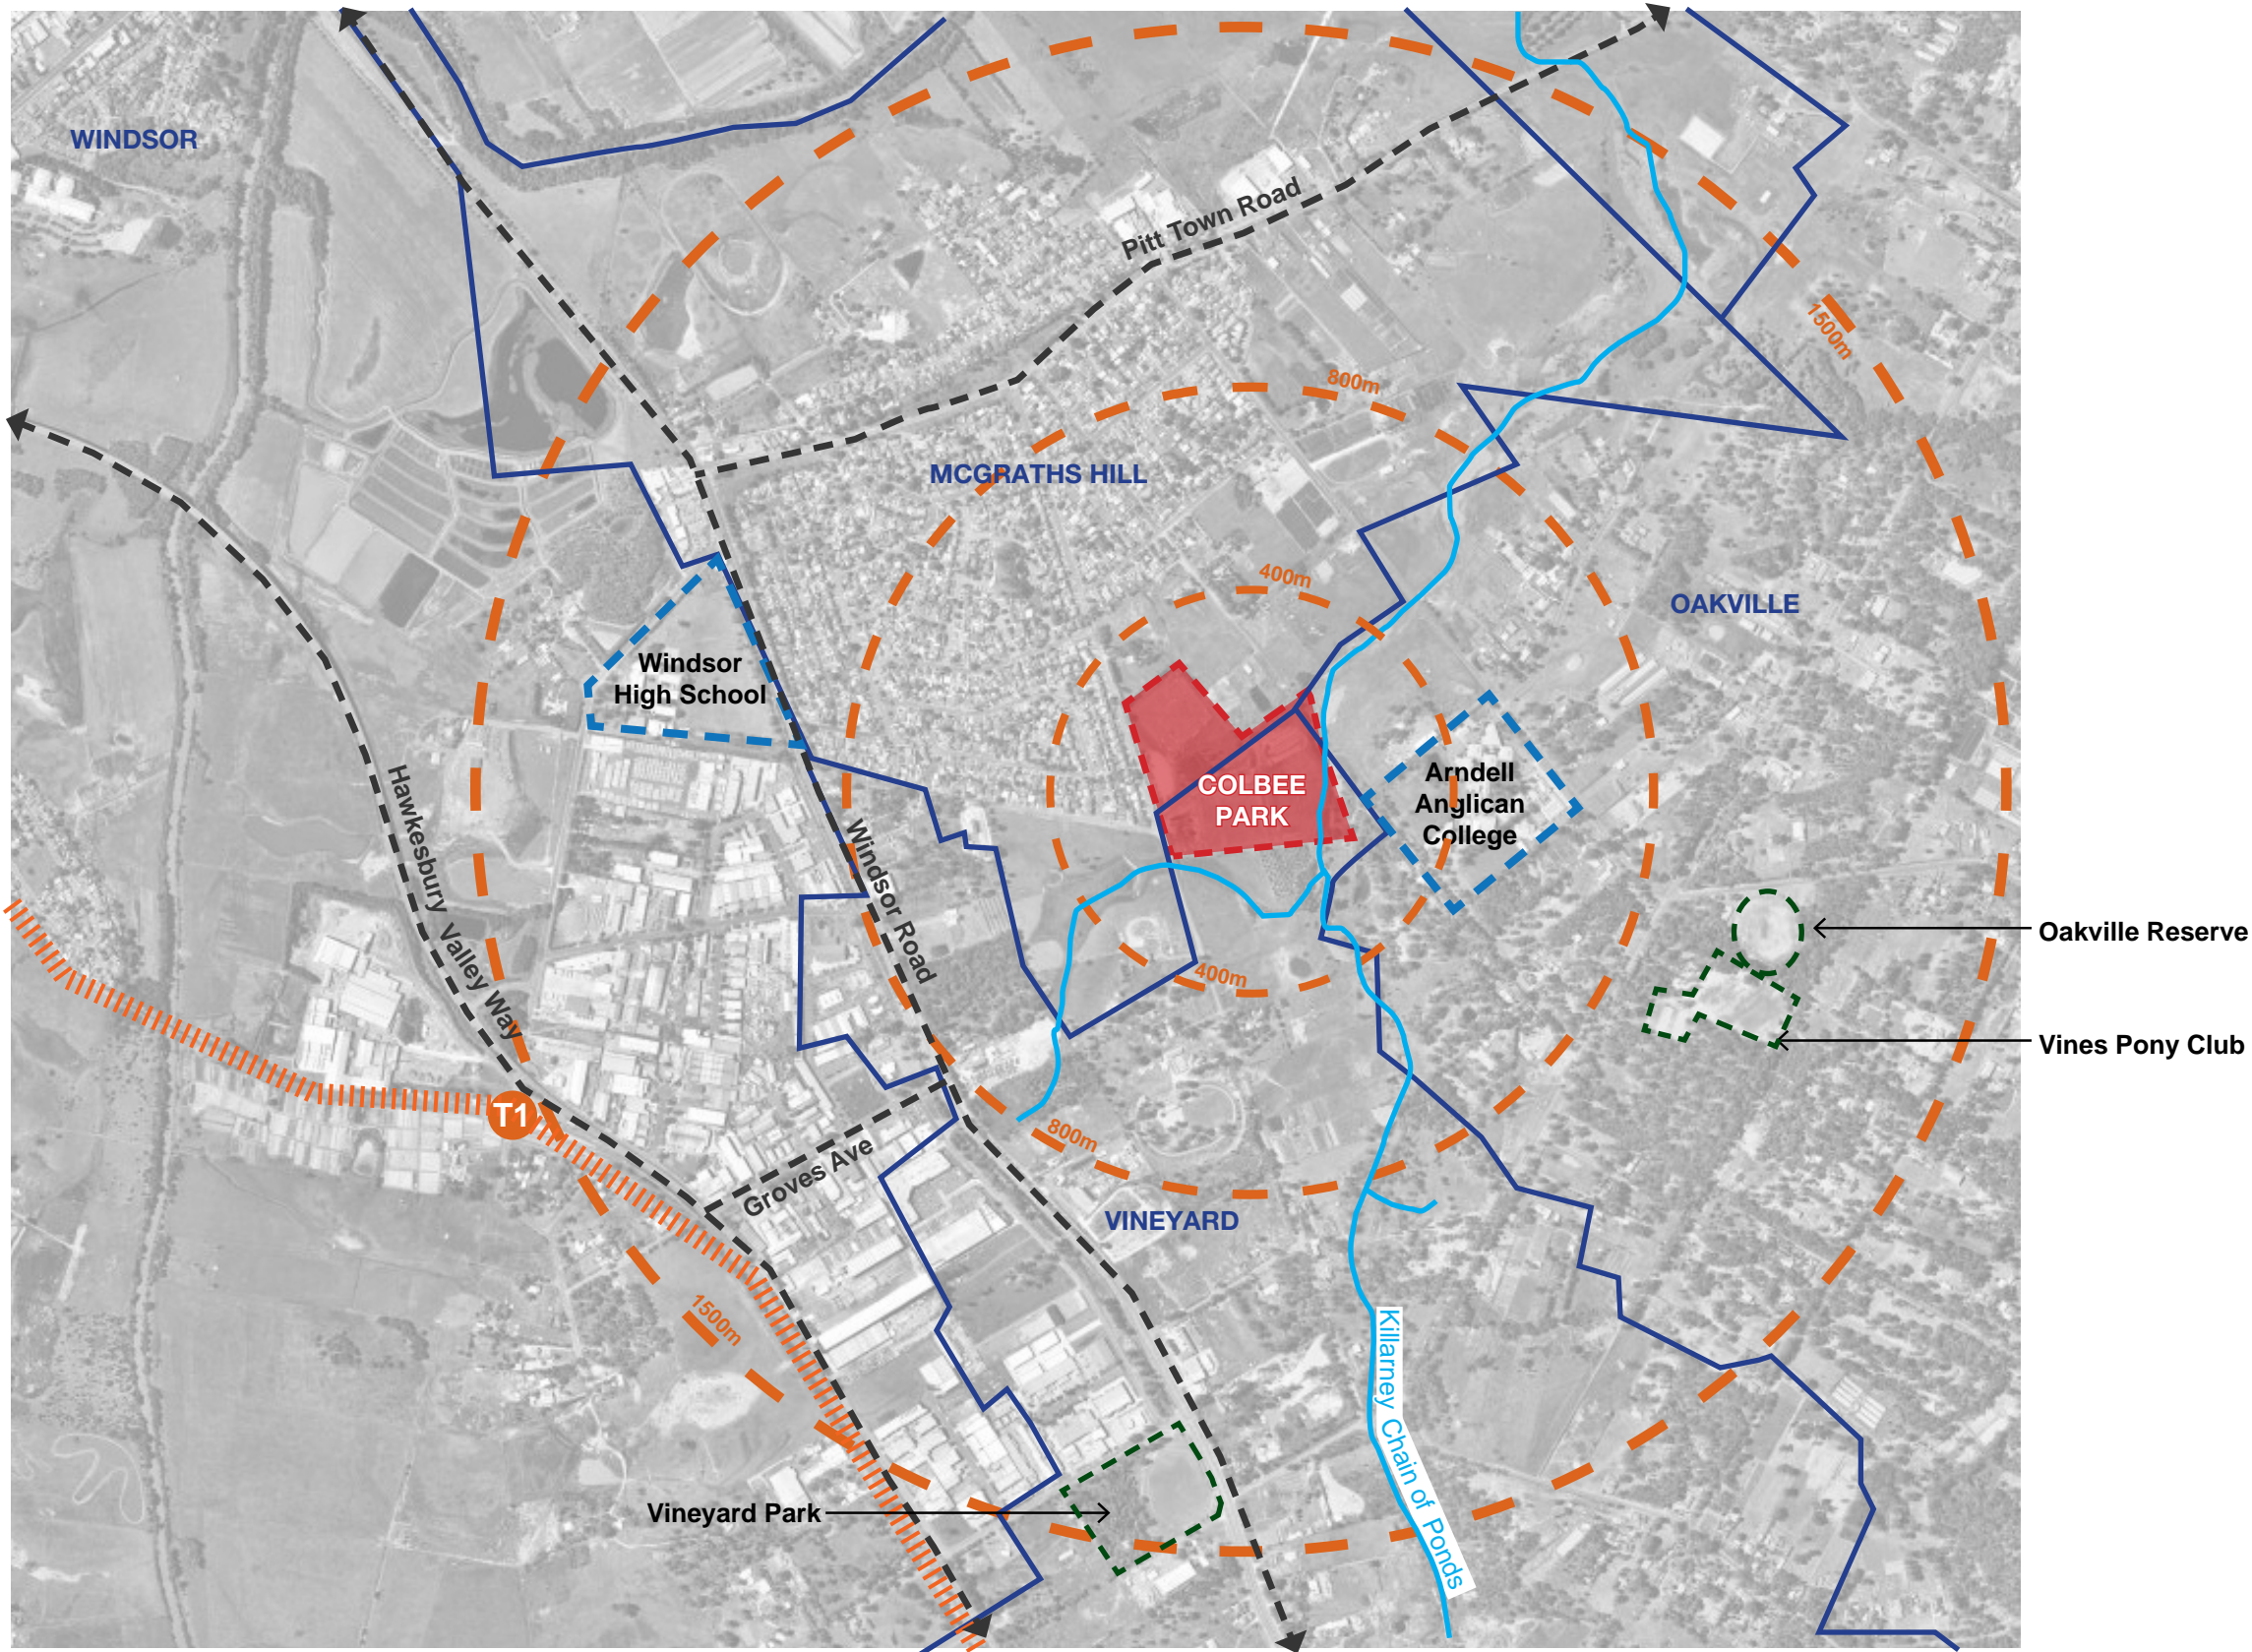 WINDSOR
Pitt Town Road
1500m
800m
MCGRATHS HILL
400m
OAKVILLE
Windsor
High School
COLBEE
PARK
Arndell
Anglican
College
Hawkesbury Valley Way
Windsor Road
Oakville Reserve
400m
Vines Pony Club
T1
800m
Groves Ave
VINEYARD
1500m
Killarney Chain of Ponds
Vineyard Park